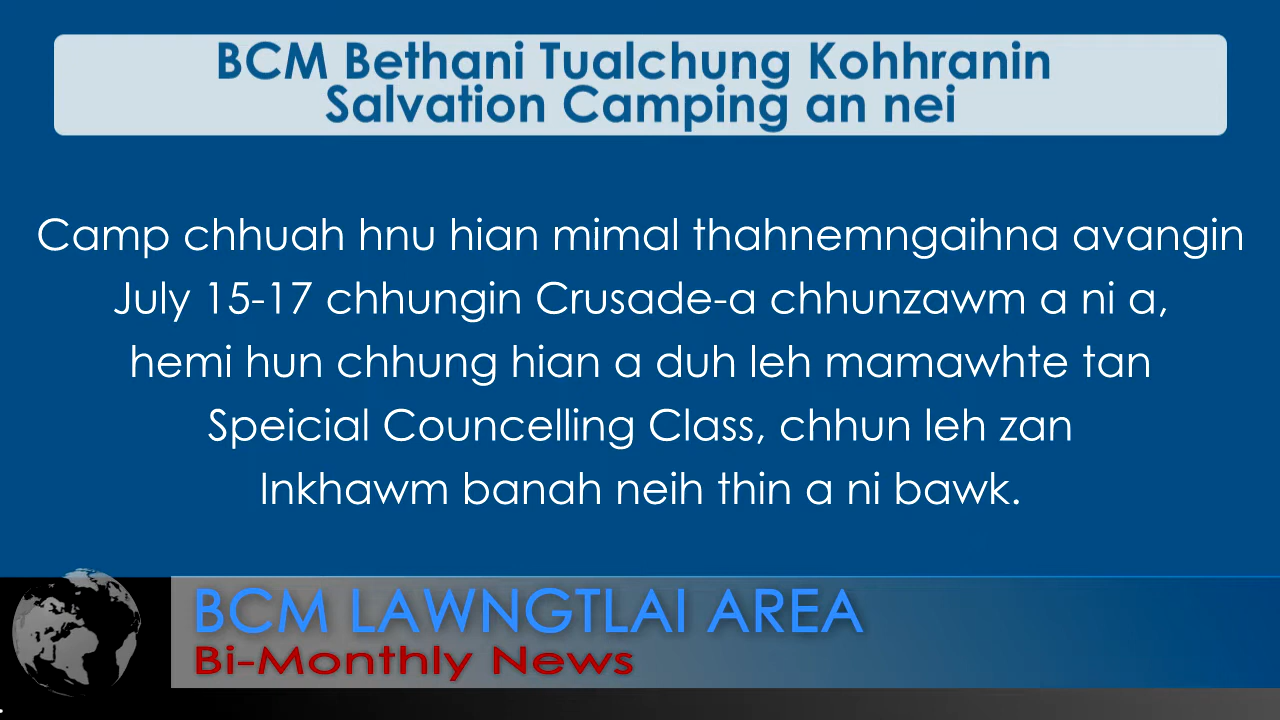 BCM Bethani Tualchung Kohhranin
Salvation Camping an nei
Camp chhuah hnu hian mimal thahnemngaihna avangin
July 15-17 chhungin Crusade-a chhunzawm a ni a,
hemi hun chhung hian a duh leh mamawhte tan
Speicial Councelling Class, chhun leh zan
Inkhawm banah neih thin a ni bawk.
BCM LAWNGTLAI AREA
Bi-Monthly News